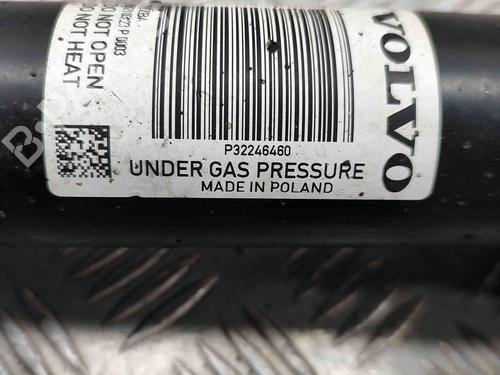 VOLVO
P32246460
UNDER GAS PRESSURE
MADE IN POLAND
DO NOT OPEN
DO NOT HEAT